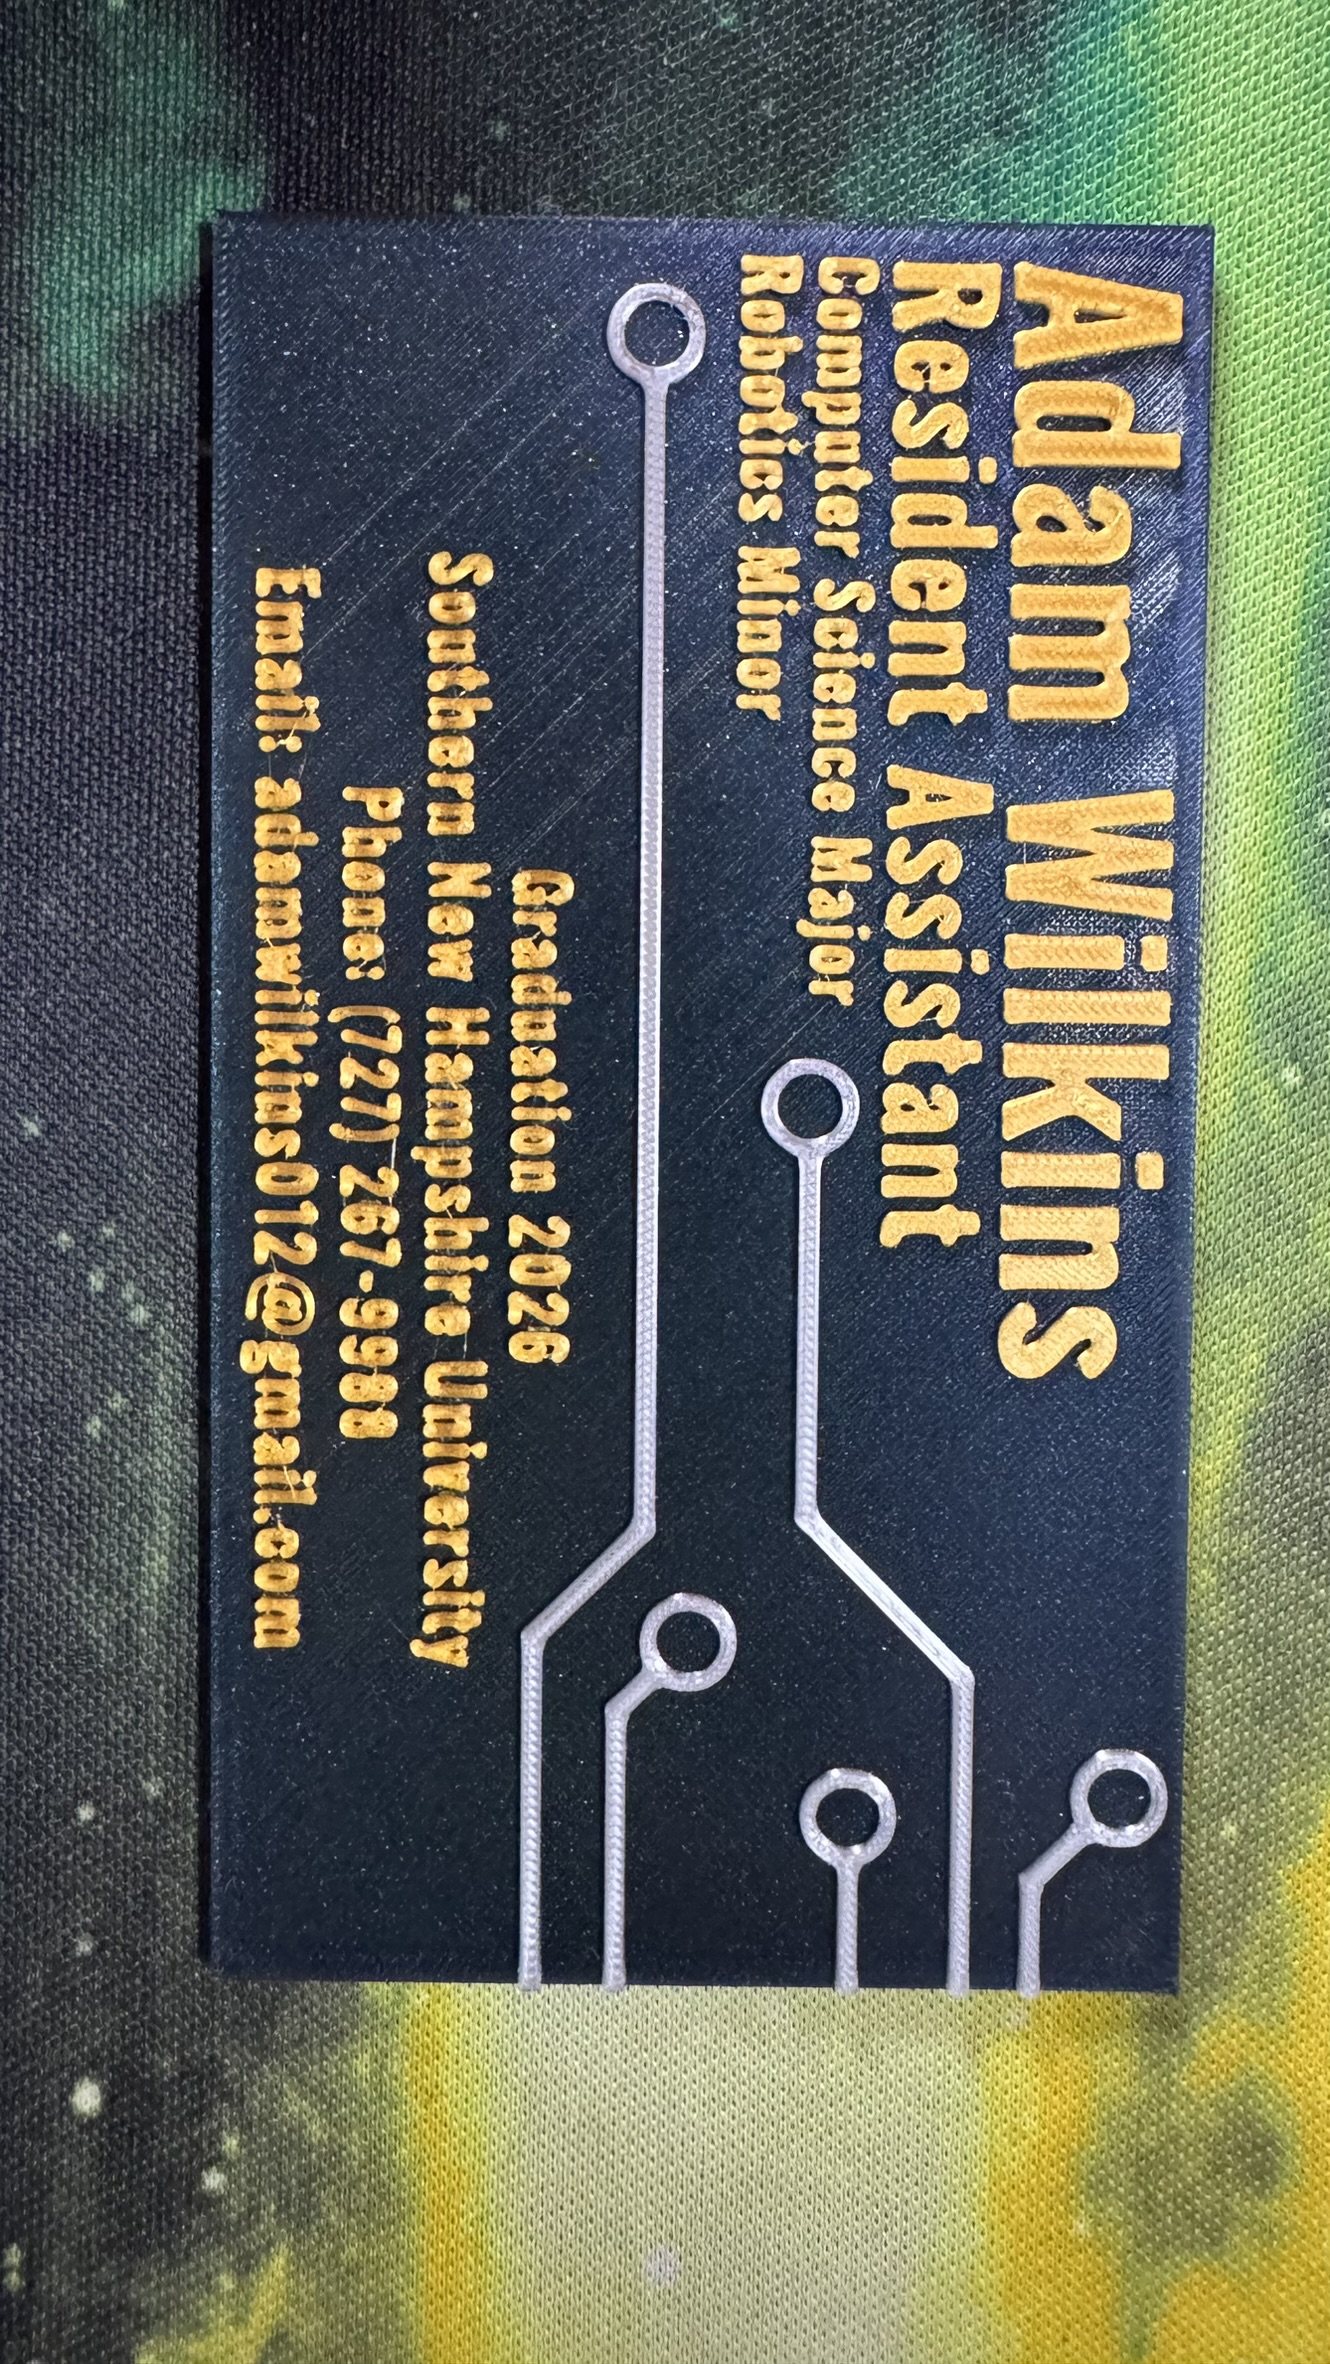 Adam Wilkins
Resident Assistant
Computer Science Major
Robotics Minor
Graduation 2026
Southern New Hampshire University
Phone: (727) 267-9988
Email: adamwilkins012@gmail.com